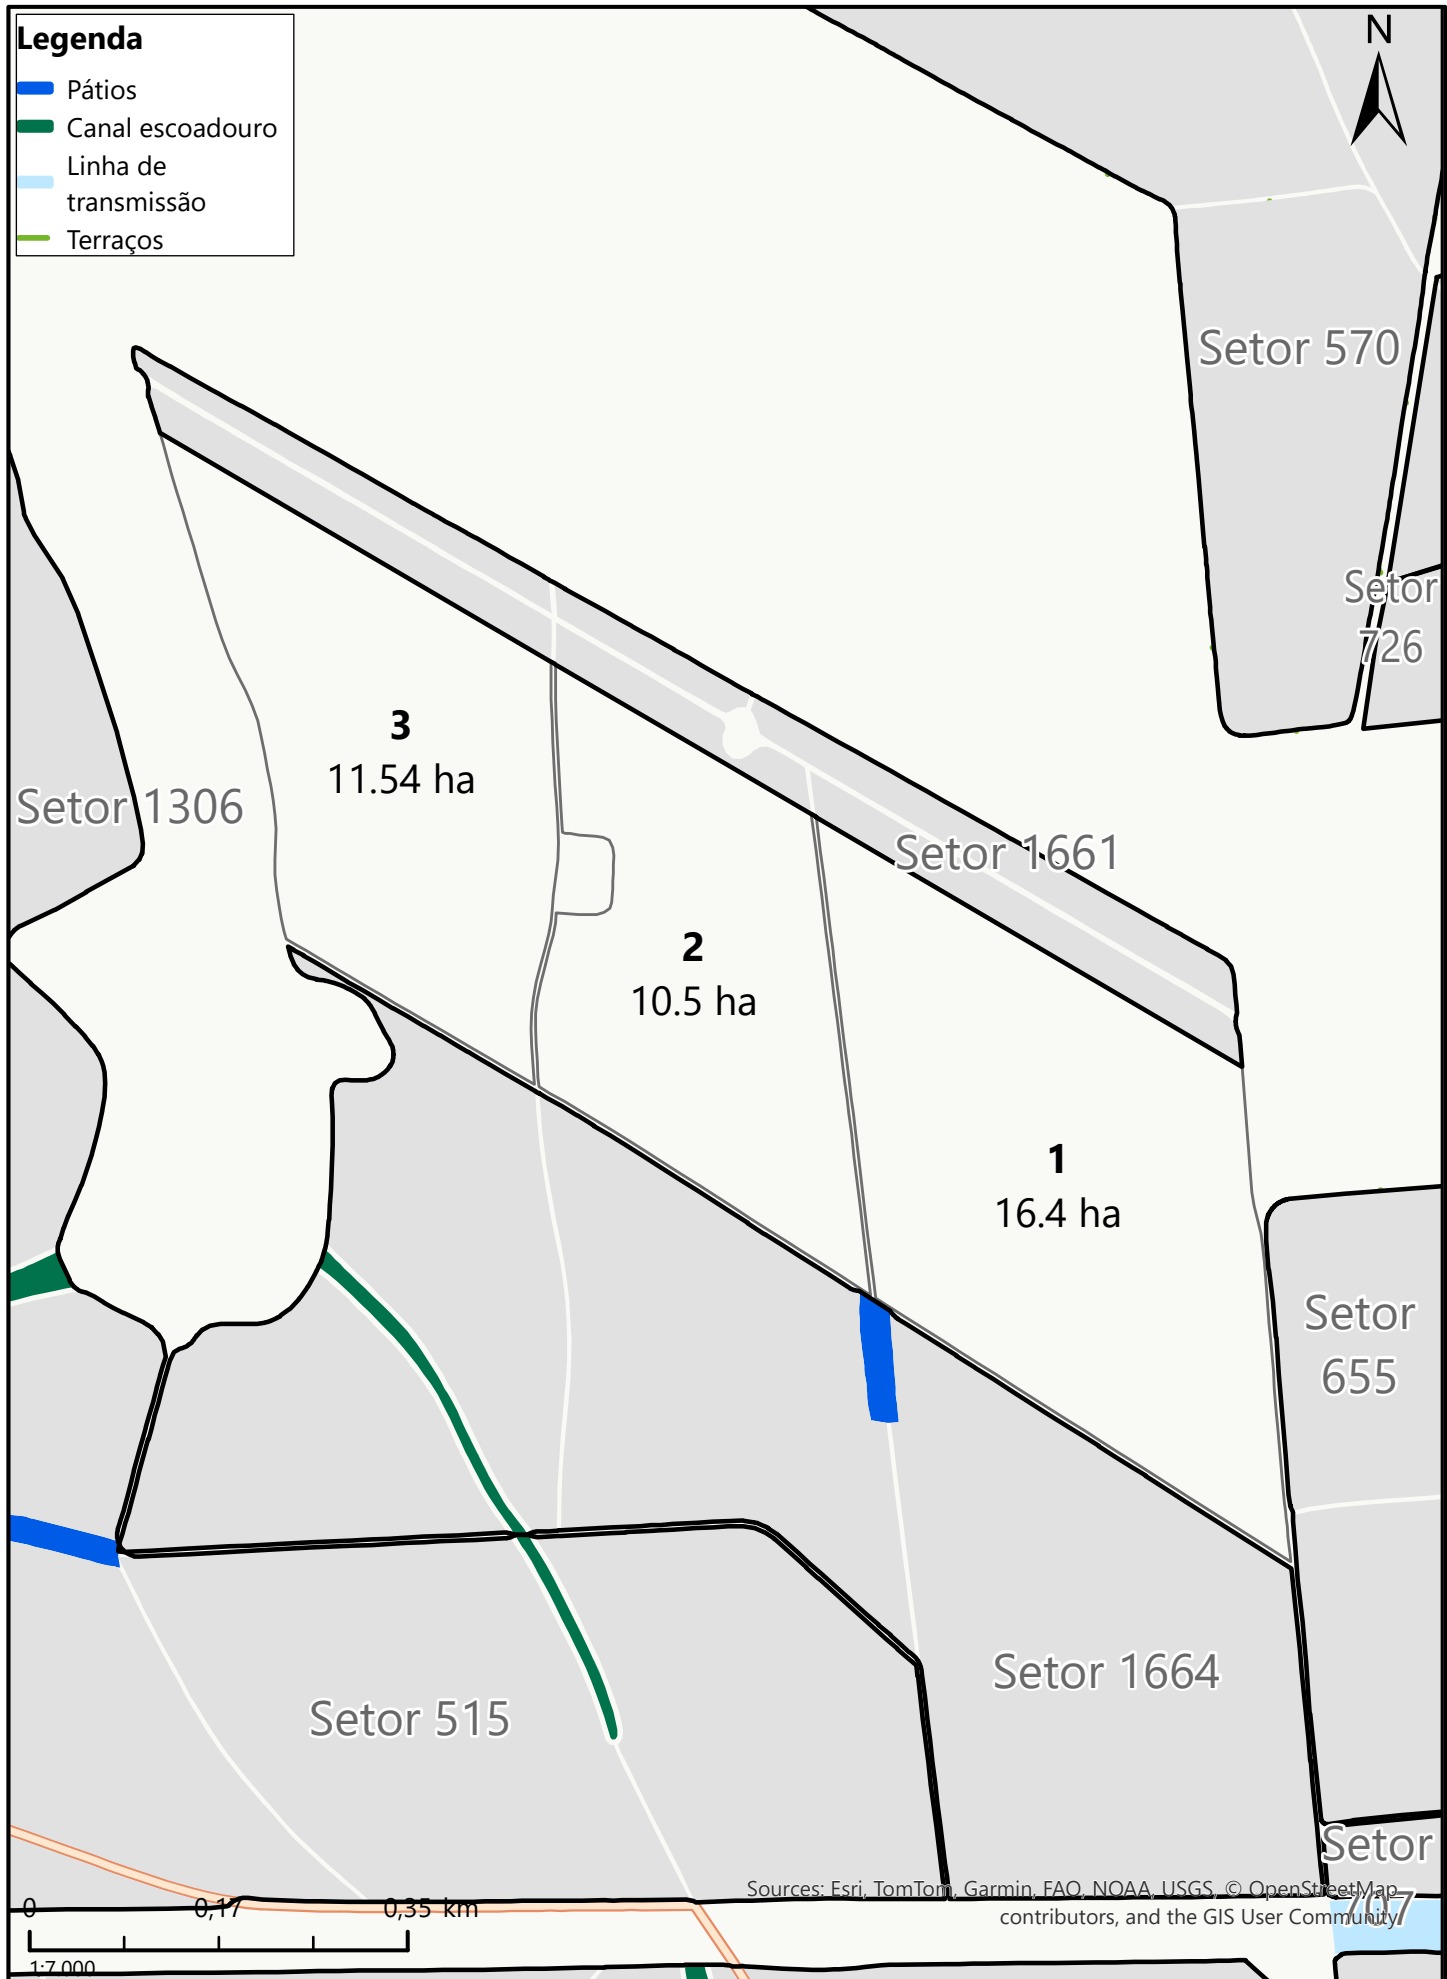 Legenda
Pátios
Canal escoadouro
Linha de
transmissão
Terraços
N
Setor 570
Setor
726
3
11.54 ha
Setor 1306
Setor 1661
2
10.5 ha
1
16.4 ha
Setor
655
Setor 1664
Setor 515
Setor
707
Sources: Esri, TomTom, Garmin, FAO, NOAA, USGS, © OpenStreetMap
contributors, and the GIS User Community
0 0,17 0,35 km
1:7.000